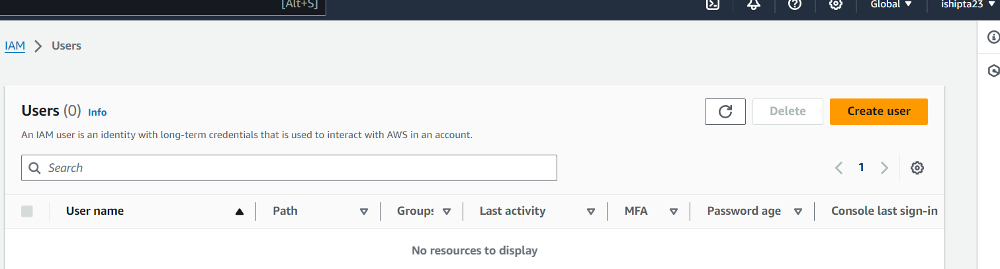 [Alt+S]
Global ishipta23
IAM Users
Users (0) Info
Delete Create user
An IAM user is an identity with long-term credentials that is used to interact with AWS in an account.
Search
1
User name Path Groups Last activity MFA Password age Console last sign-in
No resources to display